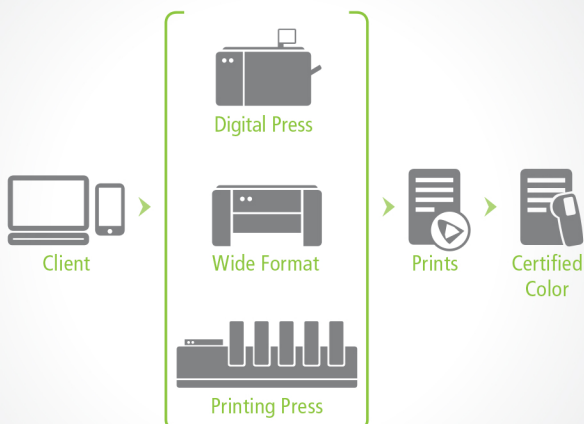 Digital Press
Client
Wide Format
Prints
Certified
Color
Printing Press